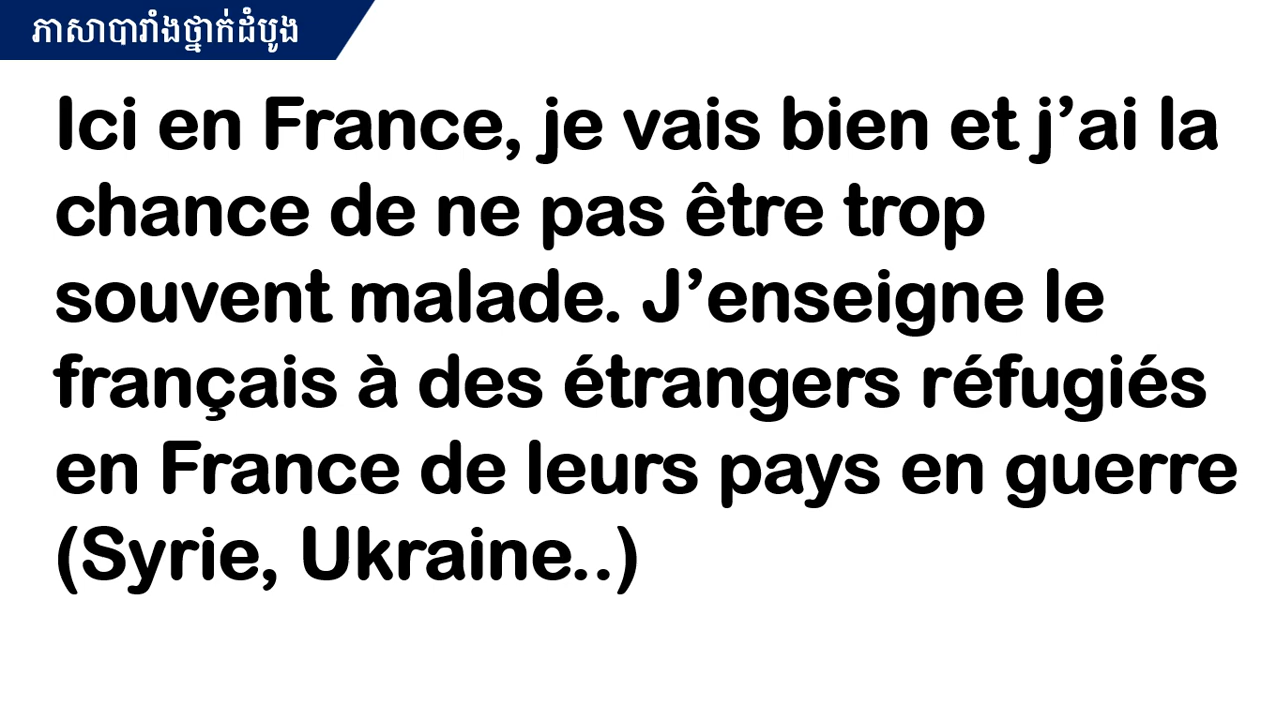 ភាសាបារាំងថ្នាក់ដំបូង
Ici en France, je vais bien et j’ai la
chance de ne pas être trop
souvent malade. J’enseigne le
français à des étrangers réfugiés
en France de leurs pays en guerre
(Syrie, Ukraine..)